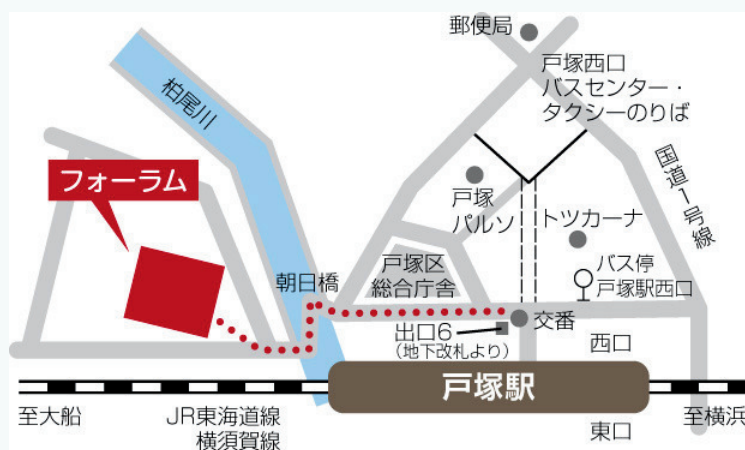 郵便局
戸塚西口
バスセンター・
タクシーのりば
柏尾川
国道1号線
フォーラム
戸塚
パルソ
トツカーナ
戸塚区
総合庁舎
バス停
戸塚駅西口
朝日橋
交番
出口6
(地下改札より)
西口
戸塚駅
至大船
JR東海道線
横須賀線
東口
至横浜